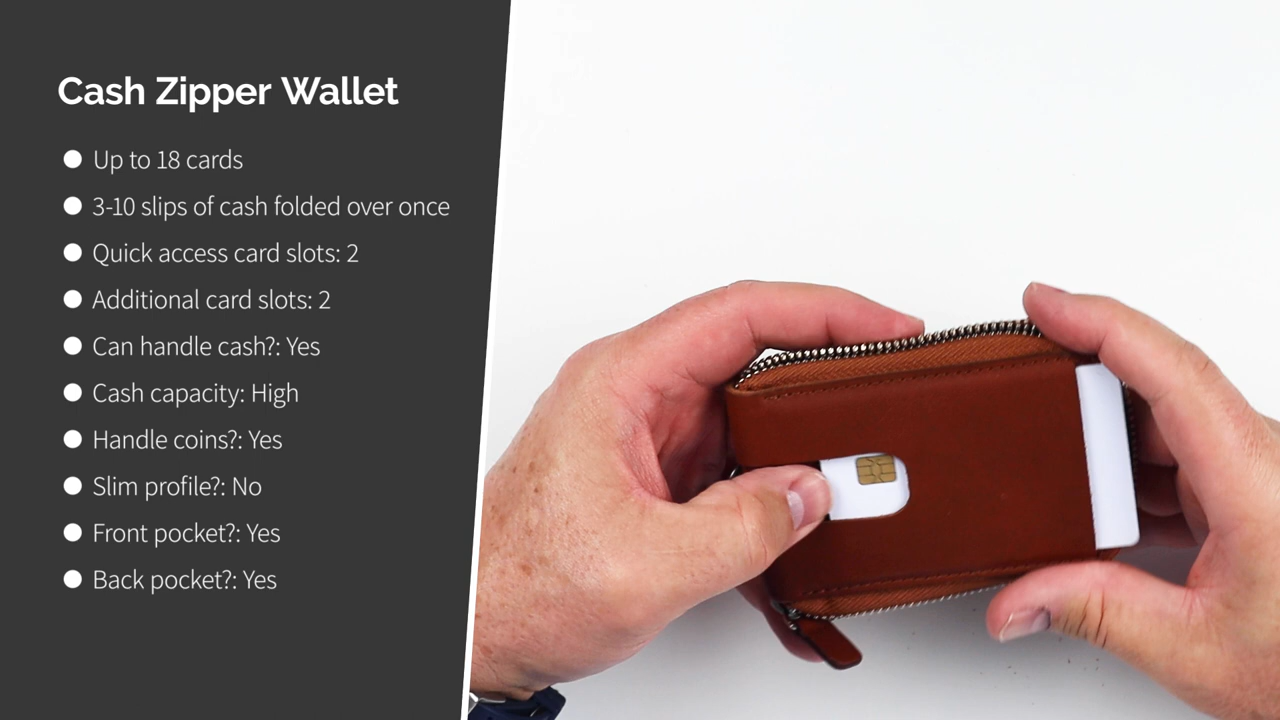 Cash Zipper Wallet
Up to 18 cards
3-10 slips of cash folded over once
Quick access card slots: 2
Additional card slots: 2
Can handle cash?: Yes
Cash capacity: High
Handle coins?: Yes
Slim profile?: No
Front pocket?: Yes
Back pocket?: Yes